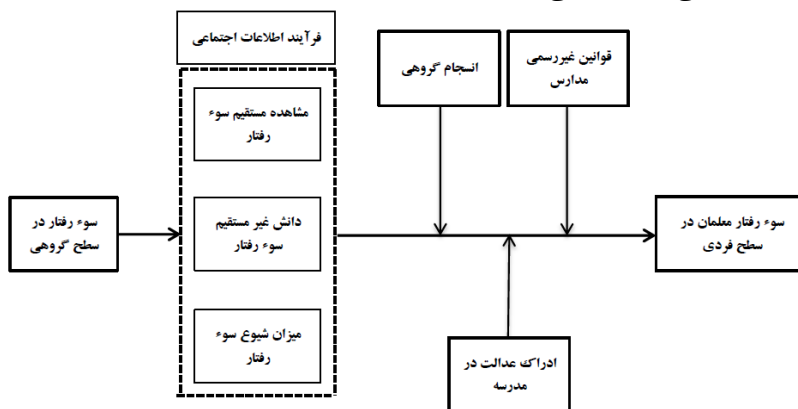 فرآیند اطلاعات اجتماعی
قوانین غیررسمی
مدارس
انسجام گروهی
مشاهده مستقیم سوء
رفتار
سوء رفتار معلمان در
سطح فردی
دانش غیر مستقیم
سوء رفتار
سوء رفتار در
سطح گروهی
میزان شیوع سوء
رفتار
ادراک عدالت در
مدرسه